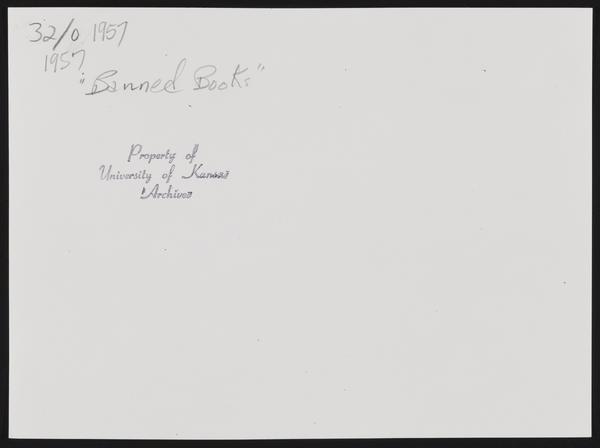 32/0 1957
1957
"Banned Books"
Property of
University of Kansas
Archives